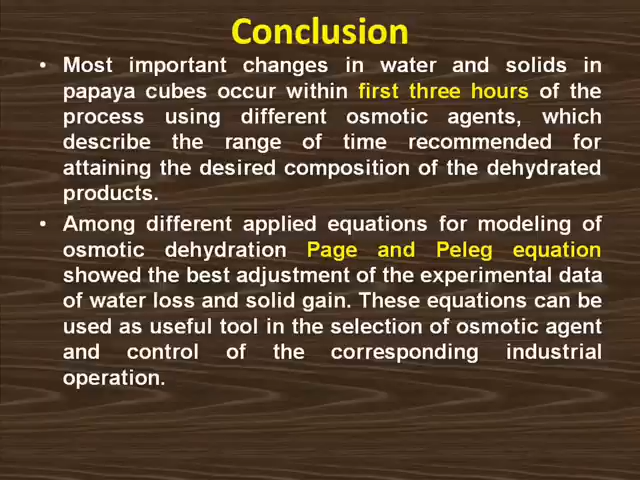 Conclusion
• Most important changes in water and solids in
papaya cubes occur within first three hours of the
process using different osmotic agents, which
describe the range of time recommended for
attaining the desired composition of the dehydrated
products.
• Among different applied equations for modeling of
osmotic dehydration Page and Peleg equation
showed the best adjustment of the experimental data
of water loss and solid gain. These equations can be
used as useful tool in the selection of osmotic agent
and control of the corresponding industrial
operation.